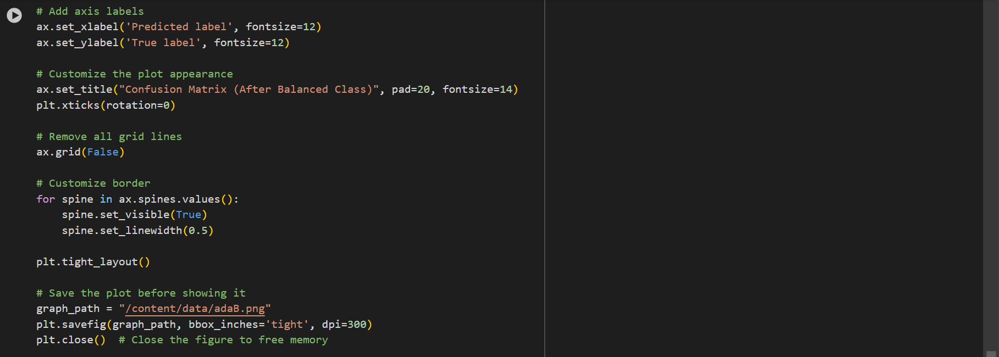 # Add axis labels
ax.set_xlabel('Predicted label', fontsize=12)
ax.set_ylabel('True label', fontsize=12)
# Customize the plot appearance
ax.set_title("Confusion Matrix (After Balanced Class)", pad=20, fontsize=14)
plt.xticks(rotation=0)
# Remove all grid lines
ax.grid(False)
# Customize border
for spine in ax.spines.values():
    spine.set_visible(True)
    spine.set_linewidth(0.5)
plt.tight_layout()
# Save the plot before showing it
graph_path = "/content/data/adaB.png"
plt.savefig(graph_path, bbox_inches='tight', dpi=300)
plt.close()  # Close the figure to free memory